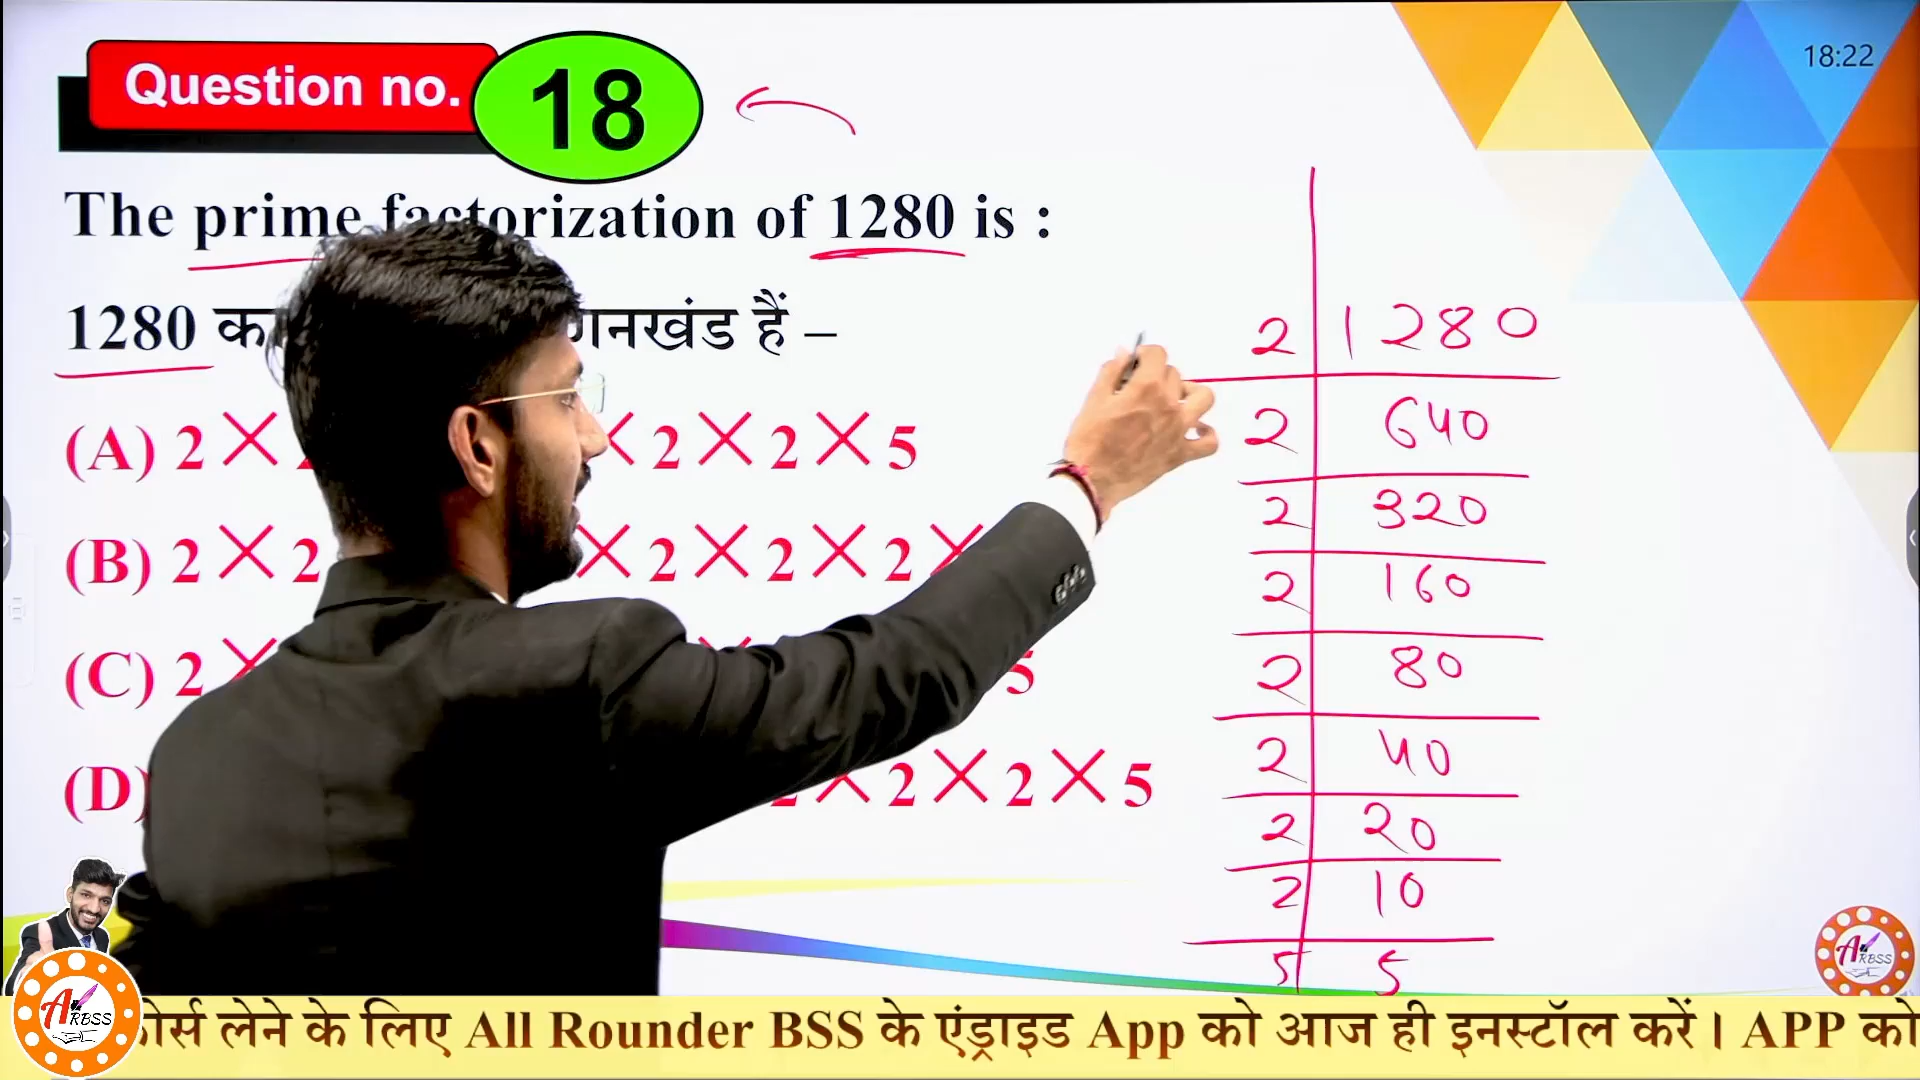 Question no. 18
18:22
The prime factorization of 1280 is :
1280 हैं –
(A) 2 × × 2 × 2 × 5
(B) 2 × 2 × 2 × 2 × 2 ×
(C) 2 × 5
(D) × 2 × 2 × 5
2 1280
2 640
2 320
2 160
2 80
2 40
2 20
2 10
5 5
ARBSS
ARBSS
लेने के लिए All Rounder BSS के एंड्राइड App को आज ही इनस्टॉल करें। APP को